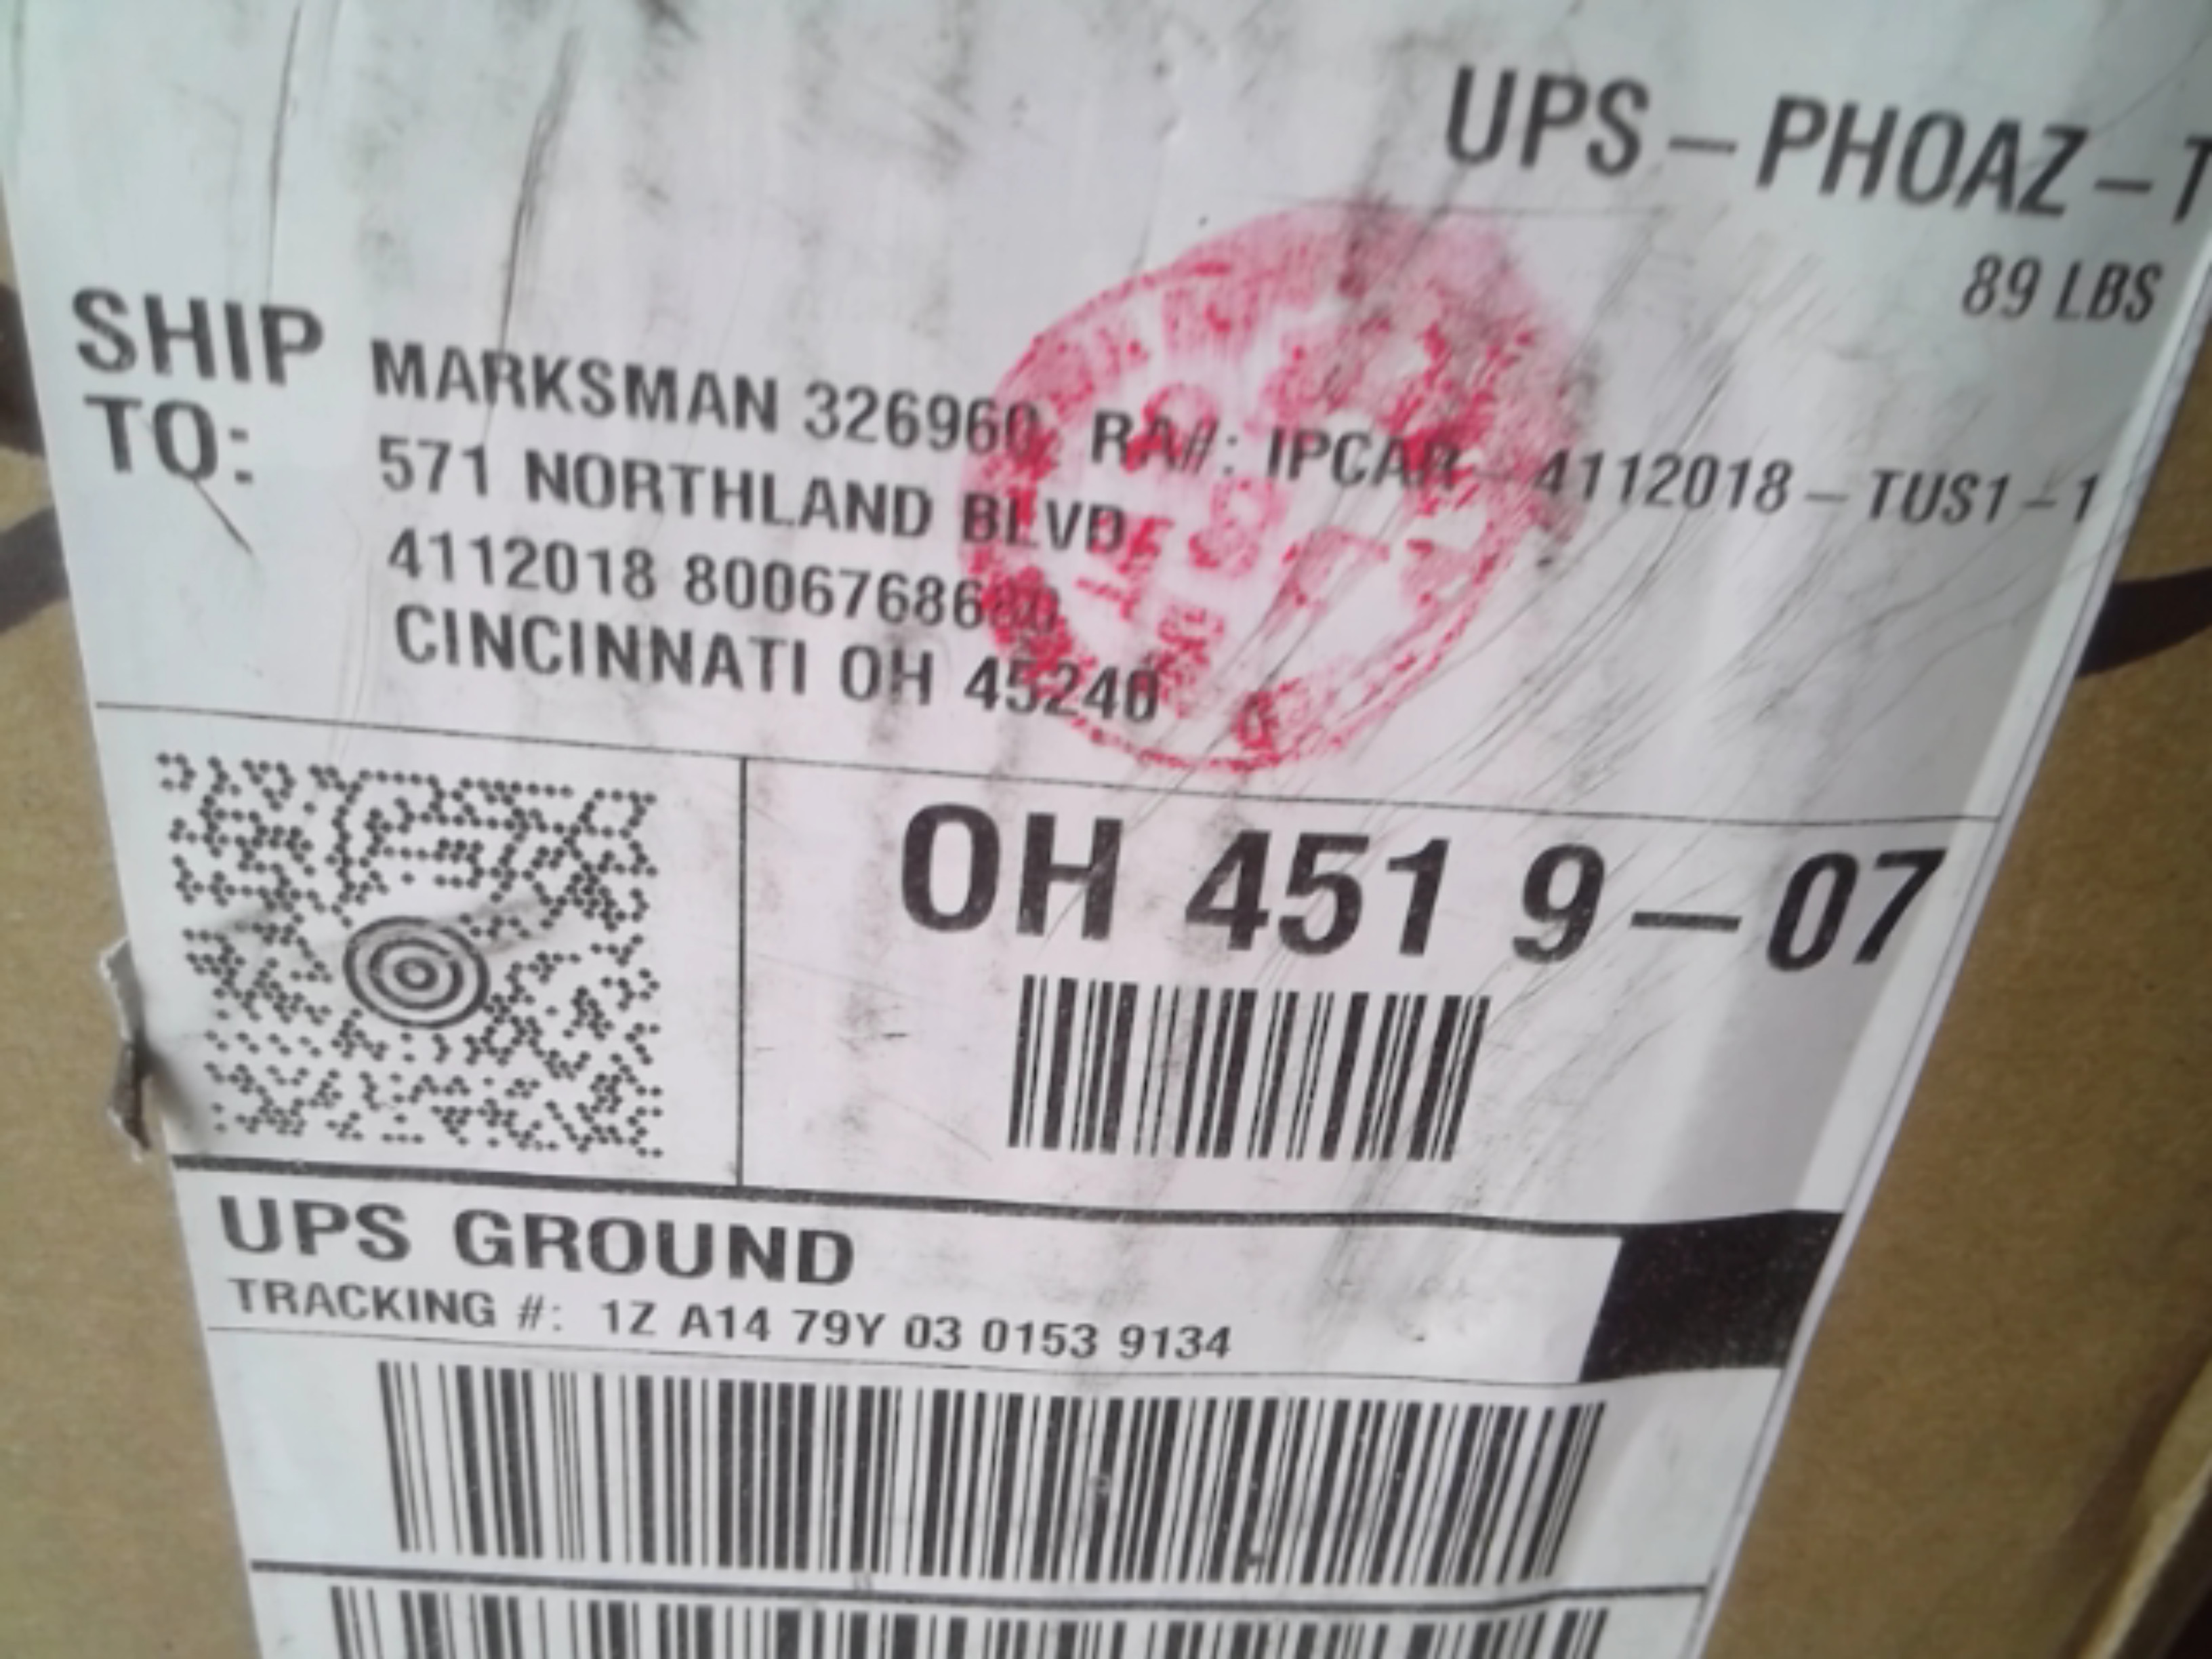 UPS – PHOAZ – T
89 LBS
SHIP TO:
MARKSMAN 326960 RA#: IPCAR – 4112018 – TUS1 – 1
571 NORTHLAND BLVD
4112018
CINCINNATI OH 45240
OH 451 9 – 07
UPS GROUND
TRACKING #: 1Z A14 79Y 03 0153 9134